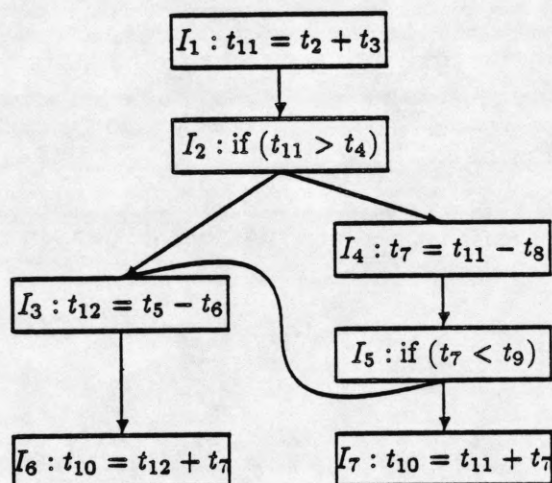 I₁ : t₁₁ = t₂ + t₃
I₂ : if (t₁₁ > t₄)
I₄ : t₇ = t₁₁ − t₈
I₃ : t₁₂ = t₅ − t₆
I₅ : if (t₇ < t₉)
I₆ : t₁₀ = t₁₂ + t₇
I₇ : t₁₀ = t₁₁ + t₇